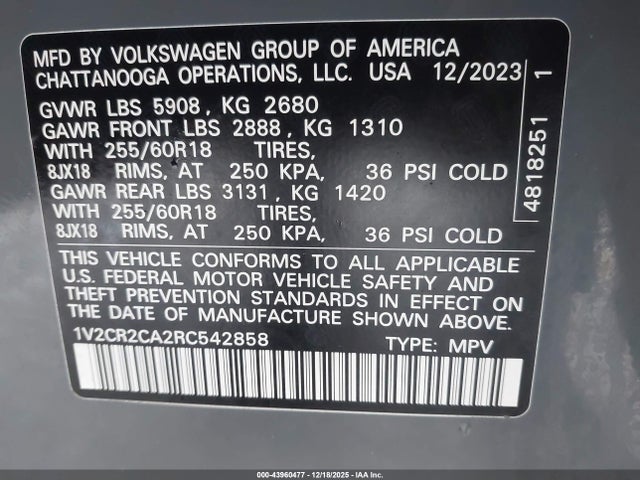 MFD BY VOLKSWAGEN GROUP OF AMERICA
CHATTANOOGA OPERATIONS, LLC. USA 12/2023
GVWR LBS 5908, KG 2680
GAWR FRONT LBS 2888, KG 1310
WITH 255/60R18 TIRES,
8JX18 RIMS, AT 250 KPA, 36 PSI COLD
GAWR REAR LBS 3131, KG 1420
WITH 255/60R18 TIRES,
8JX18 RIMS, AT 250 KPA, 36 PSI COLD
THIS VEHICLE CONFORMS TO ALL APPLICABLE
U.S. FEDERAL MOTOR VEHICLE SAFETY AND
THEFT PREVENTION STANDARDS IN EFFECT ON
THE DATE OF MANUFACTURE SHOWN ABOVE.
1V2CR2CA2RC542858 TYPE: MPV
4818251 1
000-43960477 - 12/18/2025 - IAA Inc.